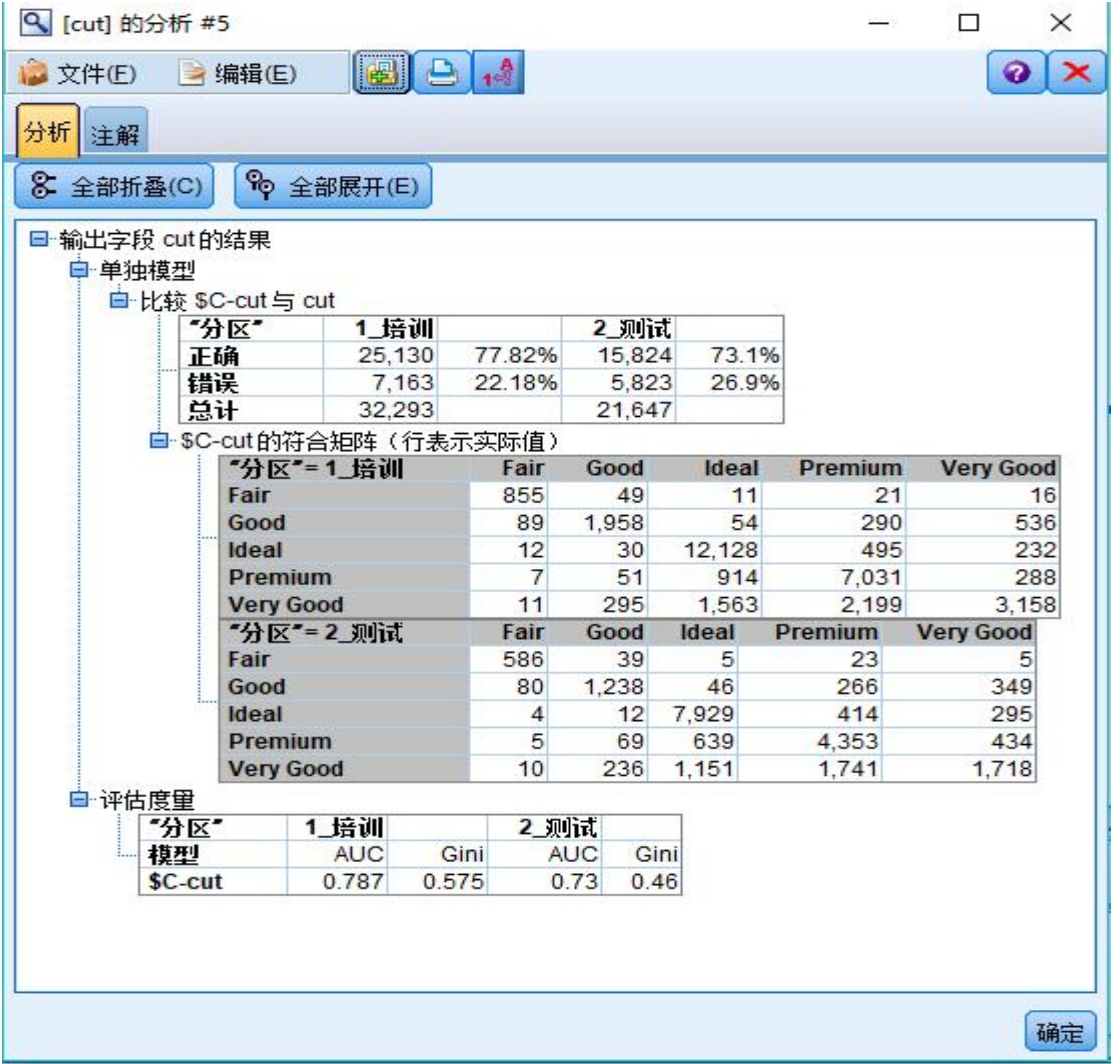 [cut] 的分析 #5
文件(F) 编辑(E)
分析 注解
全部折叠(C) 全部展开(E)
输出字段 cut 的结果
单独模型
比较 $C-cut 与 cut
"分区" 1_培训 2_测试
正确 25,130 77.82% 15,824 73.1%
错误 7,163 22.18% 5,823 26.9%
总计 32,293 21,647
$C-cut 的符合矩阵（行表示实际值）
"分区"= 1_培训 Fair Good Ideal Premium Very Good
Fair 855 49 11 21 16
Good 89 1,958 54 290 536
Ideal 12 30 12,128 495 232
Premium 7 51 914 7,031 288
Very Good 11 295 1,563 2,199 3,158
"分区"= 2_测试 Fair Good Ideal Premium Very Good
Fair 586 39 5 23 5
Good 80 1,238 46 266 349
Ideal 4 12 7,929 414 295
Premium 5 69 639 4,353 434
Very Good 10 236 1,151 1,741 1,718
评估度量
"分区" 1_培训 2_测试
模型 AUC Gini AUC Gini
$C-cut 0.787 0.575 0.73 0.46
确定